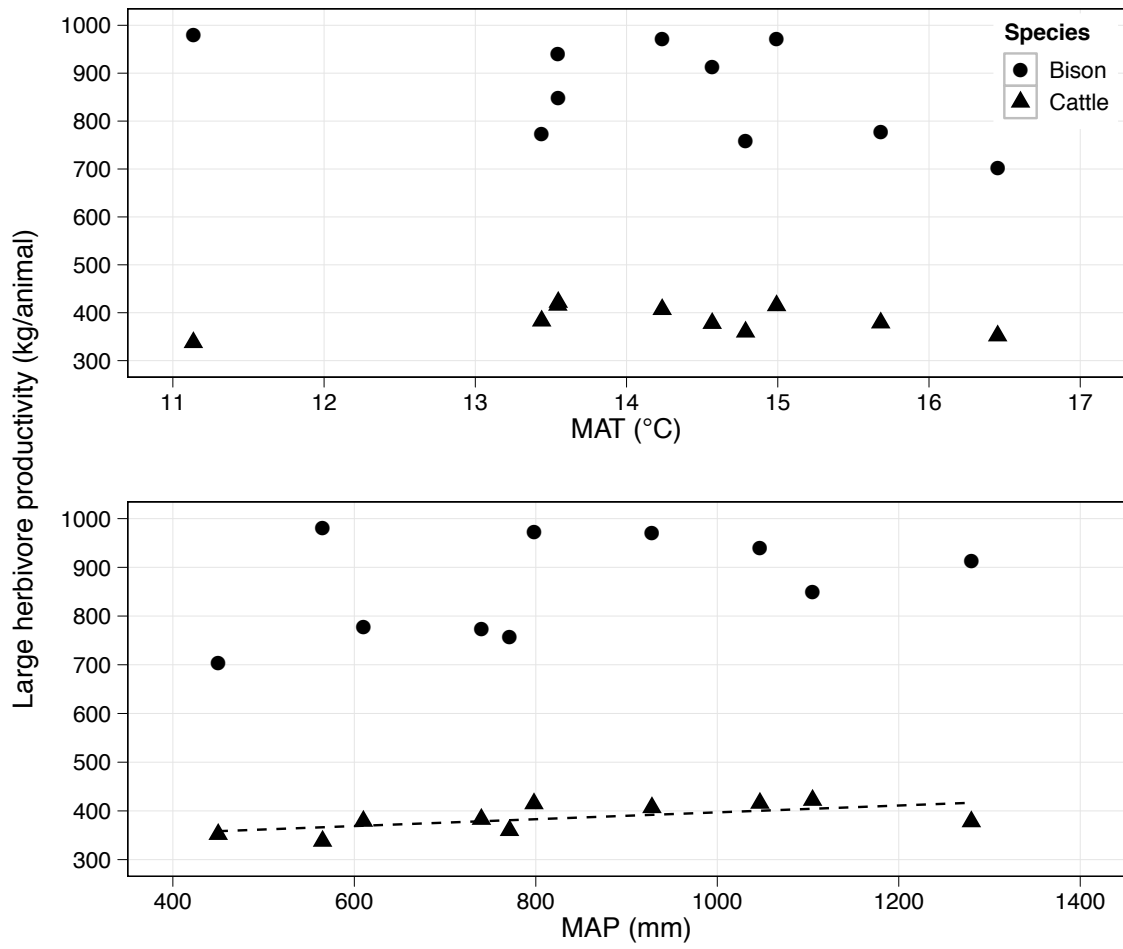 Large herbivore productivity (kg/animal)
1000
900
800
700
600
500
400
300
11 12 13 14 15 16 17
MAT (°C)
Species
Bison
Cattle
1000
900
800
700
600
500
400
300
400 600 800 1000 1200 1400
MAP (mm)